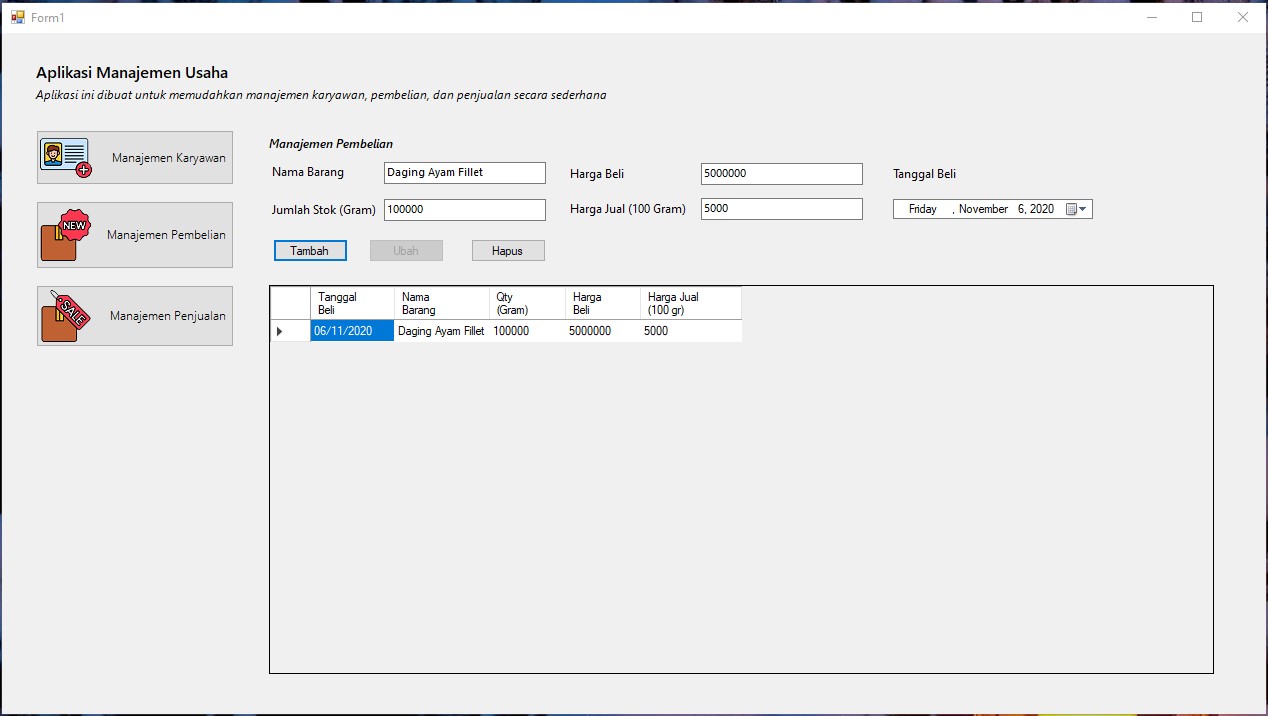 Form1
Aplikasi Manajemen Usaha
Aplikasi ini dibuat untuk memudahkan manajemen karyawan, pembelian, dan penjualan secara sederhana
Manajemen Karyawan
NEW
Manajemen Pembelian
SALE
Manajemen Penjualan
Manajemen Pembelian
Nama Barang Daging Ayam Fillet Harga Beli 5000000 Tanggal Beli
Jumlah Stok (Gram) 100000 Harga Jual (100 Gram) 5000 Friday , November 6, 2020
Tambah Ubah Hapus
Tanggal Nama Qty Harga Harga Jual
Beli Barang (Gram) Beli (100 gr)
06/11/2020 Daging Ayam Fillet 100000 5000000 5000